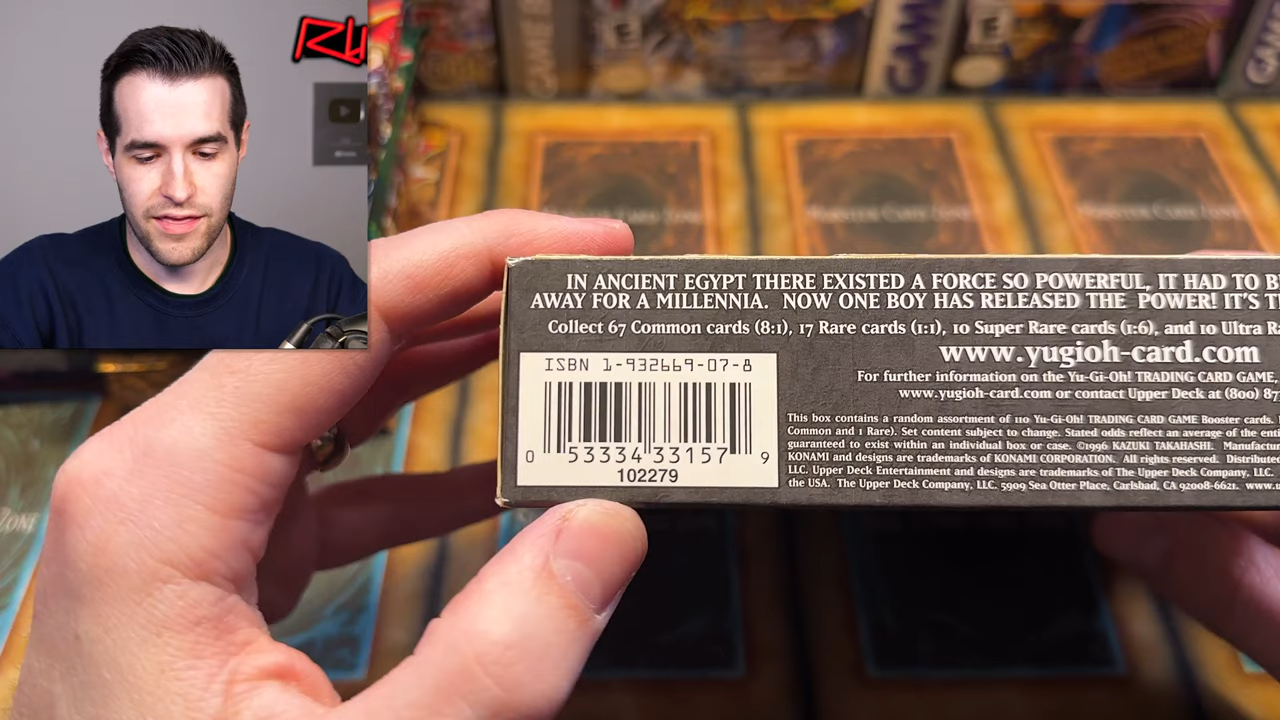 IN ANCIENT EGYPT THERE EXISTED A FORCE SO POWERFUL, IT HAD TO
AWAY FOR A MILLENNIA. NOW ONE BOY HAS RELEASED THE POWER! IT'S
Collect 67 Common cards (8:1), 17 Rare cards (1:1), 10 Super Rare cards (1:6), and 10 Ultra
www.yugioh-card.com
For further information on the Yu-Gi-Oh! TRADING CARD GAME,
www.yugioh-card.com or contact Upper Deck at (800) 87
ISBN 1-932669-07-8
0 53334 33157 9
102279
This box contains a random assortment of 110 Yu-Gi-Oh! TRADING CARD GAME Booster cards.
Common and 1 Rare). Set content subject to change. Stated odds reflect an average of the
guaranteed to exist within an individual box or case. ©1996 KAZUKI TAKAHASHI.
KONAMI and designs are trademarks of KONAMI CORPORATION. All rights reserved.
LLC. Upper Deck Entertainment and designs are trademarks of The Upper Deck Company, LLC.
the USA. The Upper Deck Company, LLC. 5909 Sea Otter Place, Carlsbad, CA 92008-6621.
GAME
E
GAM
E
GAM
ZONE